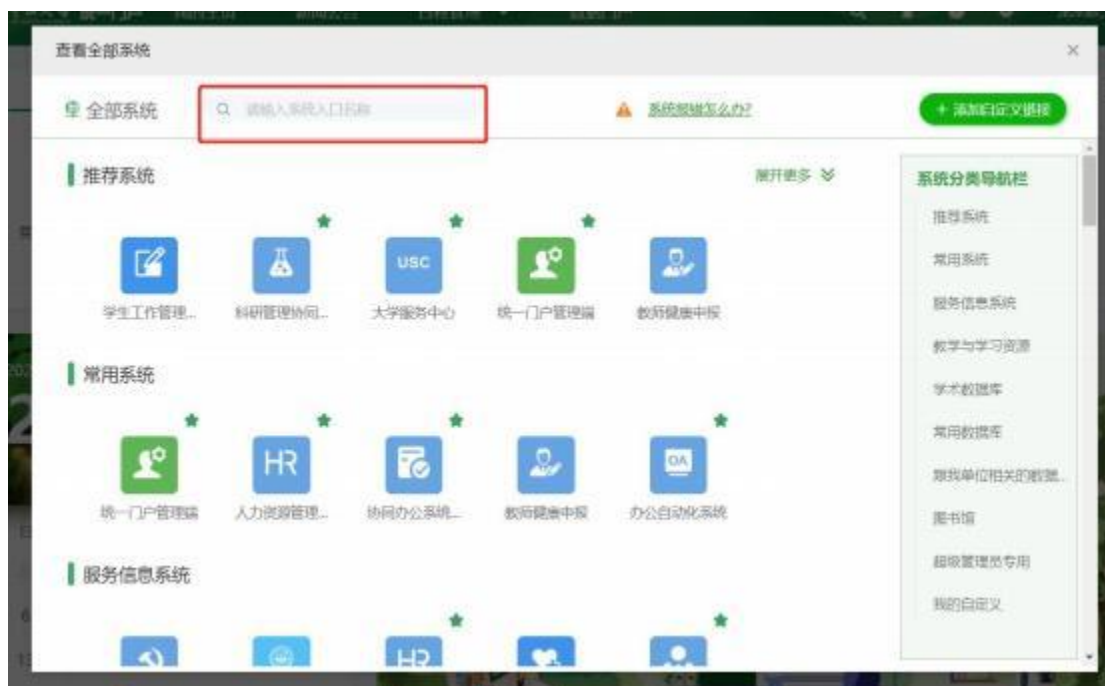 查看全部系统
×
全部系统
请输入系统入口名称
系统报错怎么办?
+ 添加自定义链接
推荐系统
展开更多
学生工作管理...
科研管理协同...
USC
大学服务中心
统一门户管理端
教师健康申报
常用系统
统一门户管理端
HR
人力资源管理...
协同办公系统...
教师健康申报
OA
办公自动化系统
服务信息系统
HR
系统分类导航栏
推荐系统
常用系统
服务信息系统
教学与学习资源
学术数据库
常用数据库
跟我单位相关的数据...
图书馆
超级管理员专用
我的自定义